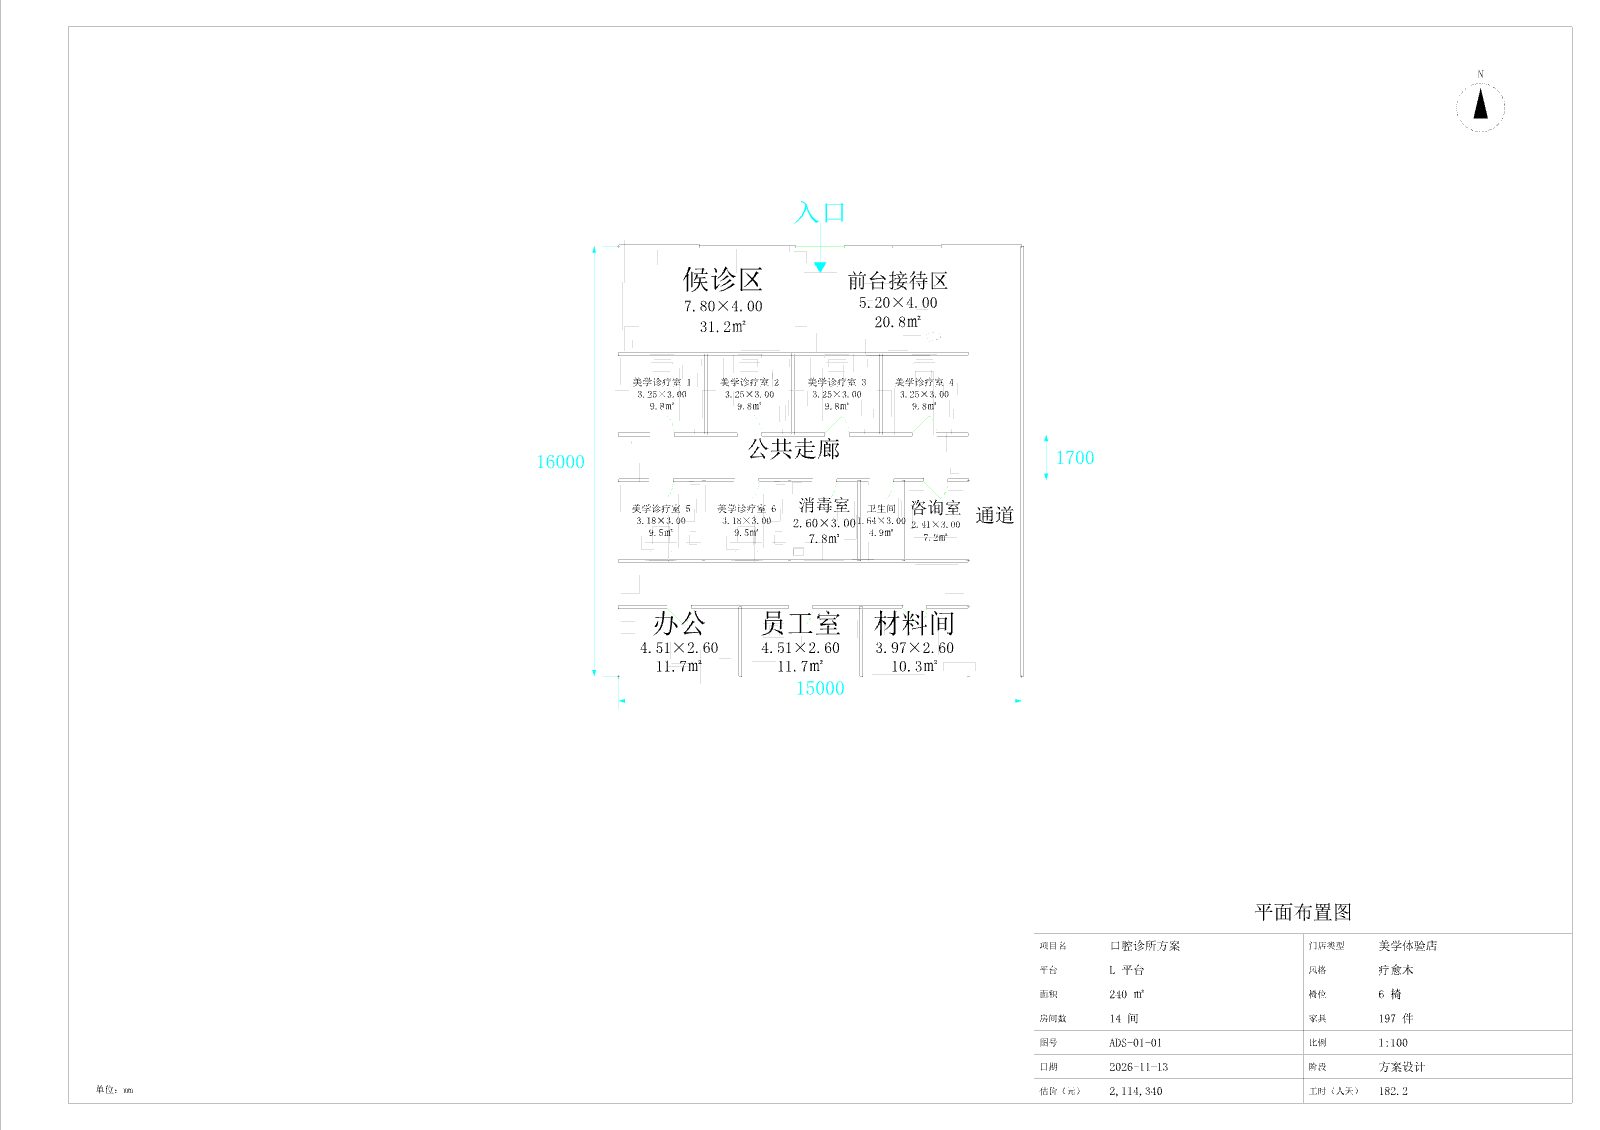 N
入口
候诊区
7.80×4.00
31.2㎡
前台接待区
5.20×4.00
20.8㎡
美学诊疗室 1
3.25×3.00
9.8㎡
美学诊疗室 2
3.25×3.00
9.8㎡
美学诊疗室 3
3.25×3.00
9.8㎡
美学诊疗室 4
3.25×3.00
9.8㎡
公共走廊
16000
1700
美学诊疗室 5
3.18×3.00
9.5㎡
美学诊疗室 6
3.18×3.00
9.5㎡
消毒室
2.60×3.00
7.8㎡
卫生间
1.64×3.00
4.9㎡
咨询室
2.41×3.00
7.2㎡
通道
办公
4.51×2.60
11.7㎡
员工室
4.51×2.60
11.7㎡
材料间
3.97×2.60
10.3㎡
15000
平面布置图
项目名 口腔诊所方案 门店类型 美学体验店
平台 L 平台 风格 疗愈木
面积 240 ㎡ 椅位 6 椅
房间数 14 间 家具 197 件
图号 ADS-01-01 比例 1:100
日期 2026-11-13 阶段 方案设计
估价（元） 2,114,340 工时（人天） 182.2
单位: mm